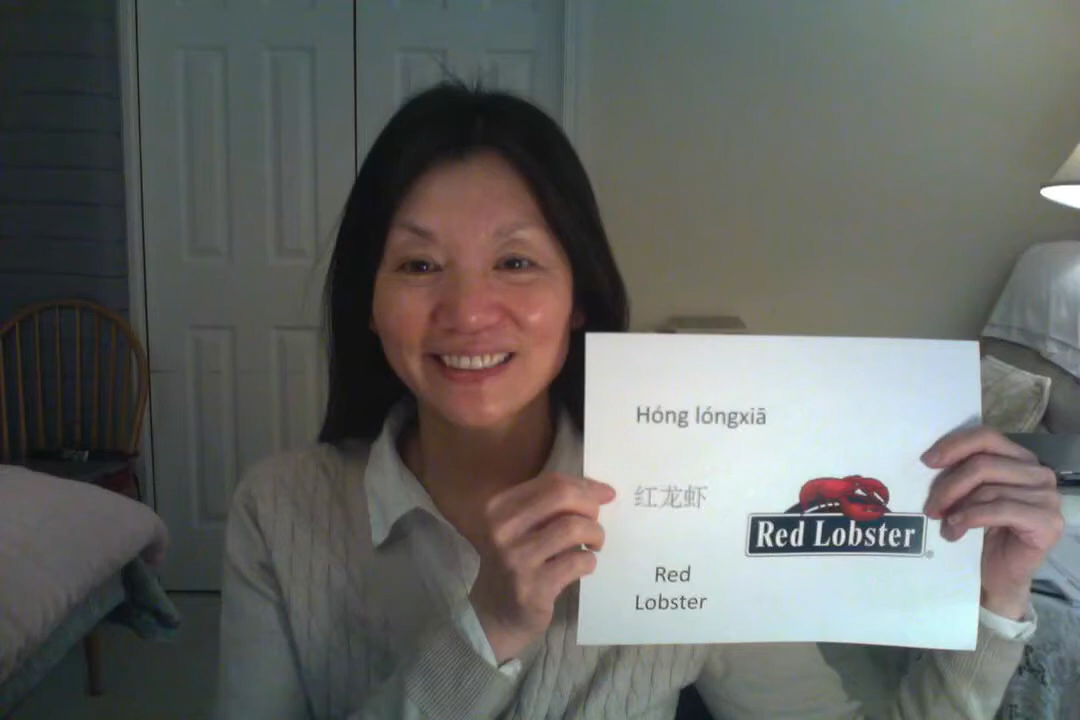 Hóng lóngxiā
红龙虾
Red Lobster
Red
Lobster